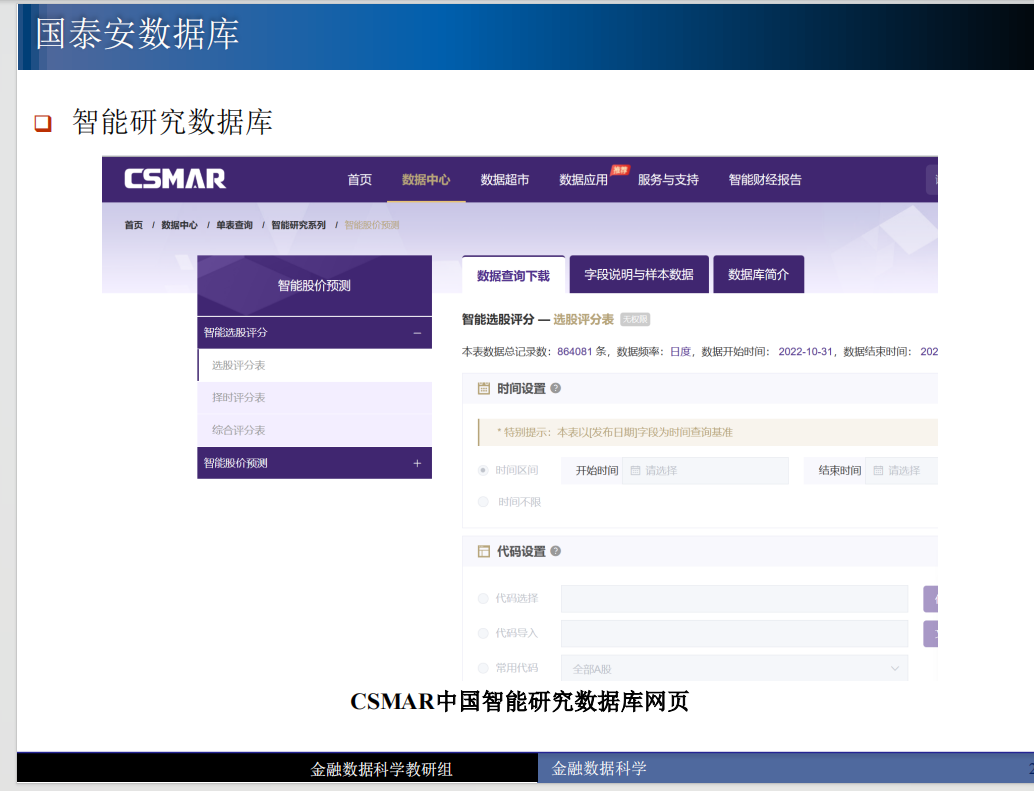 国泰安数据库
智能研究数据库
CSMAR 首页 数据中心 数据超市 数据应用 推荐 服务与支持 智能财经报告
首页 / 数据中心 / 单表查询 / 智能研究系列 / 智能股价预测
智能股价预测
智能选股评分
选股评分表
择时评分表
综合评分表
智能股价预测
数据查询下载 字段说明与样本数据 数据库简介
智能选股评分 — 选股评分表 无权限
本表数据总记录数： 864081 条，数据频率：日度，数据开始时间： 2022-10-31，数据结束时间： 202
时间设置
* 特别提示：本表以[发布日期]字段为时间查询基准
时间区间 开始时间 请选择 结束时间 请选择
时间不限
代码设置
代码选择
代码导入
常用代码 全部A股
CSMAR中国智能研究数据库网页
金融数据科学教研组 金融数据科学